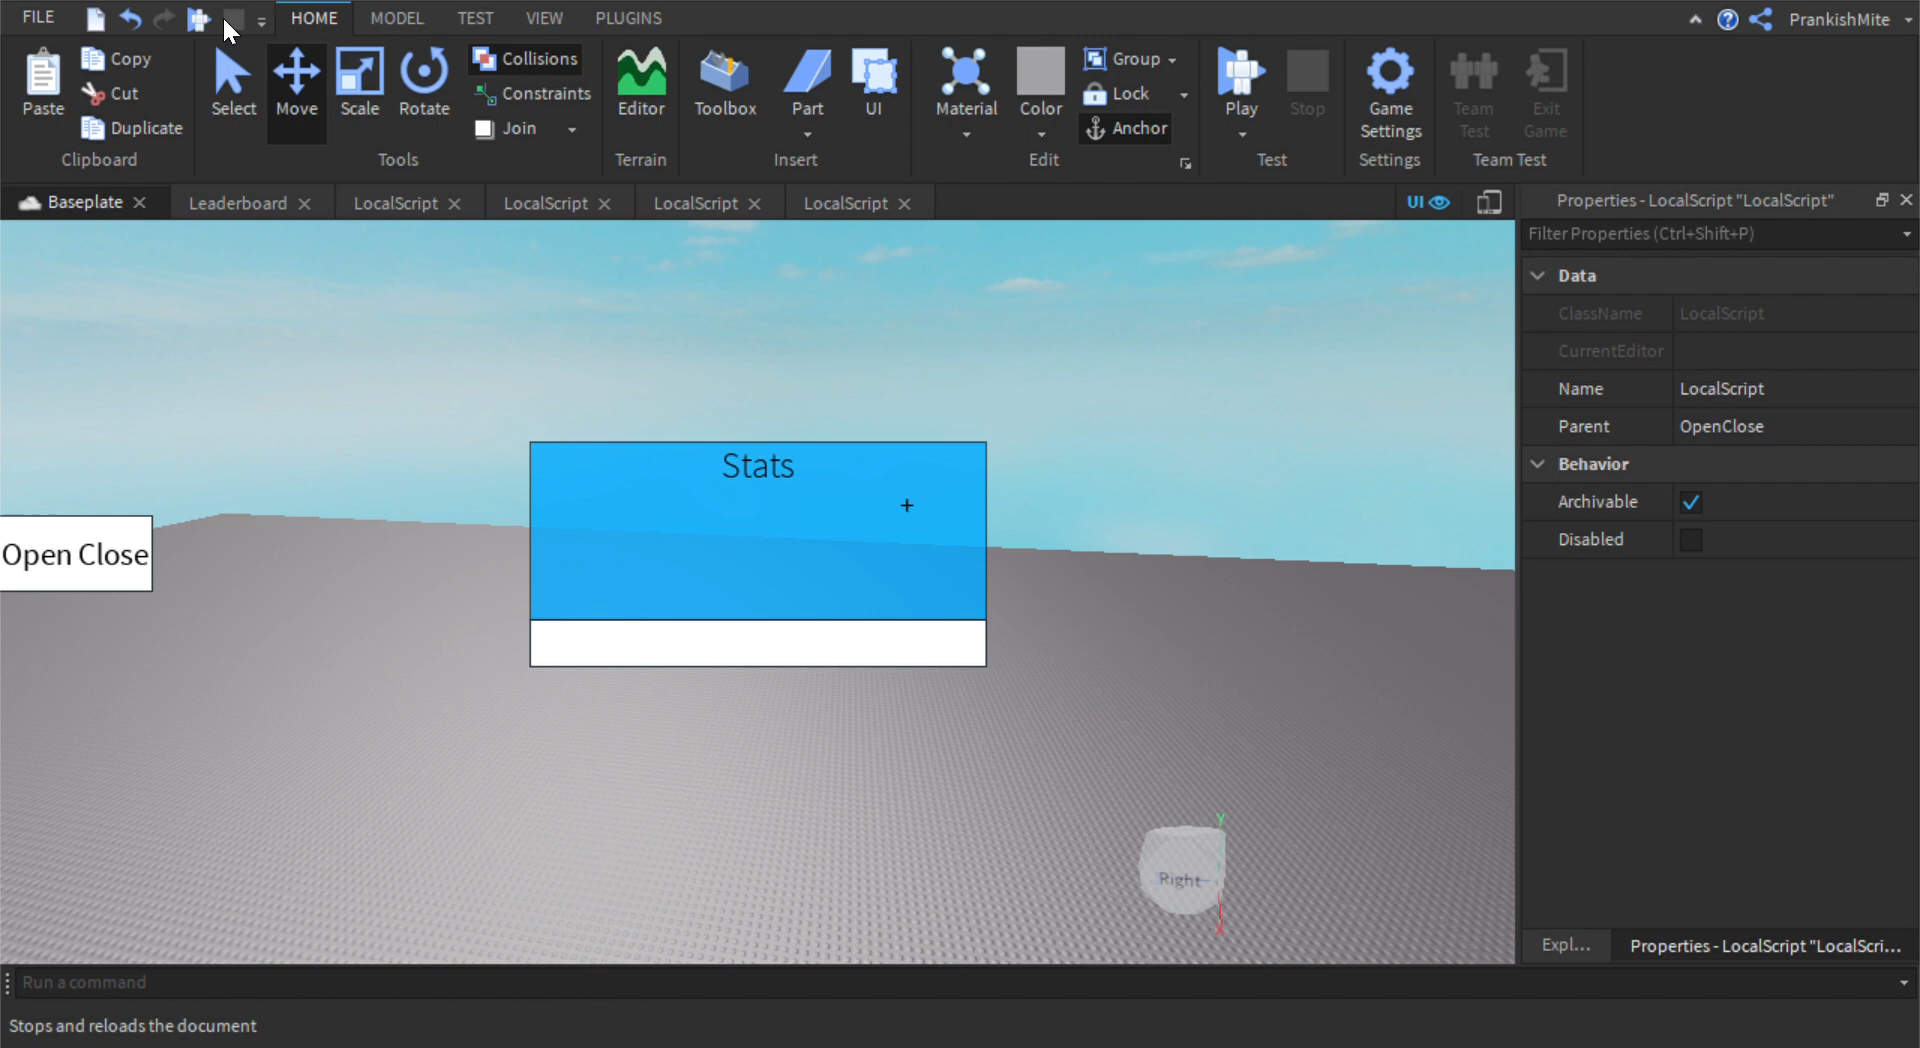 FILE HOME MODEL TEST VIEW PLUGINS PrankishMite
Paste Copy Cut Duplicate Clipboard
Select Move Scale Rotate Collisions Constraints Join Tools
Editor Terrain
Toolbox Part UI Insert
Material Color Group Lock Anchor Edit
Play Stop Test
Game Settings Settings
Team Test Exit Game Team Test
Baseplate Leaderboard LocalScript LocalScript LocalScript LocalScript UI
Properties - LocalScript "LocalScript"
Filter Properties (Ctrl+Shift+P)
Data
ClassName LocalScript
CurrentEditor
Name LocalScript
Parent OpenClose
Behavior
Archivable
Disabled
Stats
+
Open Close
Y
Right
X
Expl... Properties - LocalScript "LocalScri...
Run a command
Stops and reloads the document